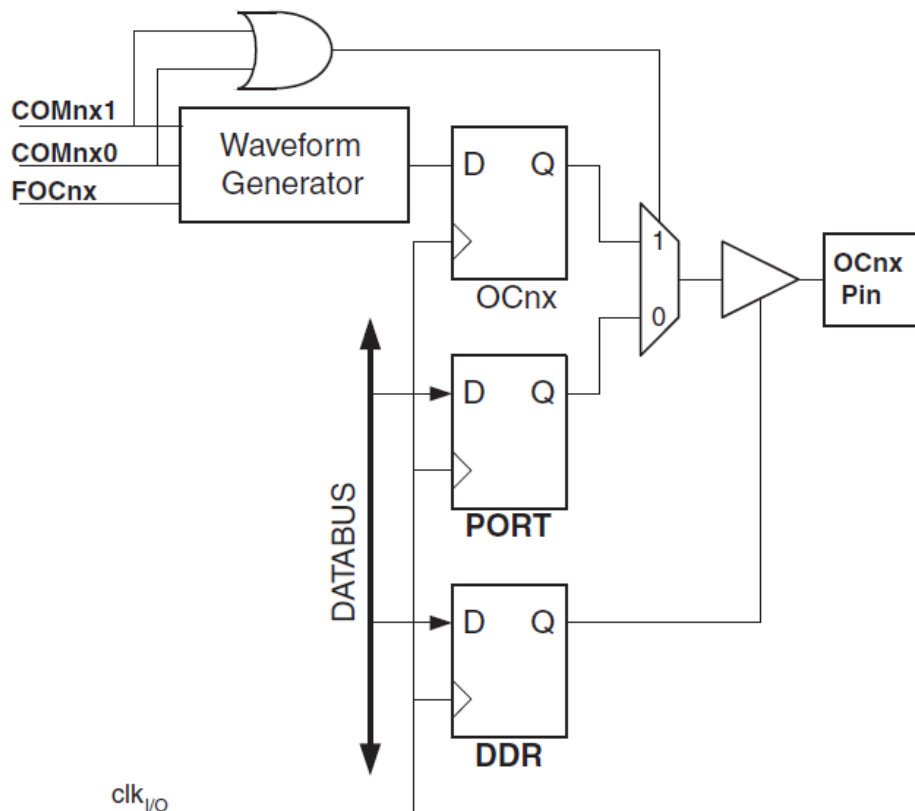 COMnx1
COMnx0
FOCnx
Waveform
Generator
D Q
1
OCnx
OCnx
Pin
0
D Q
PORT
DATABUS
D Q
DDR
clkI/O